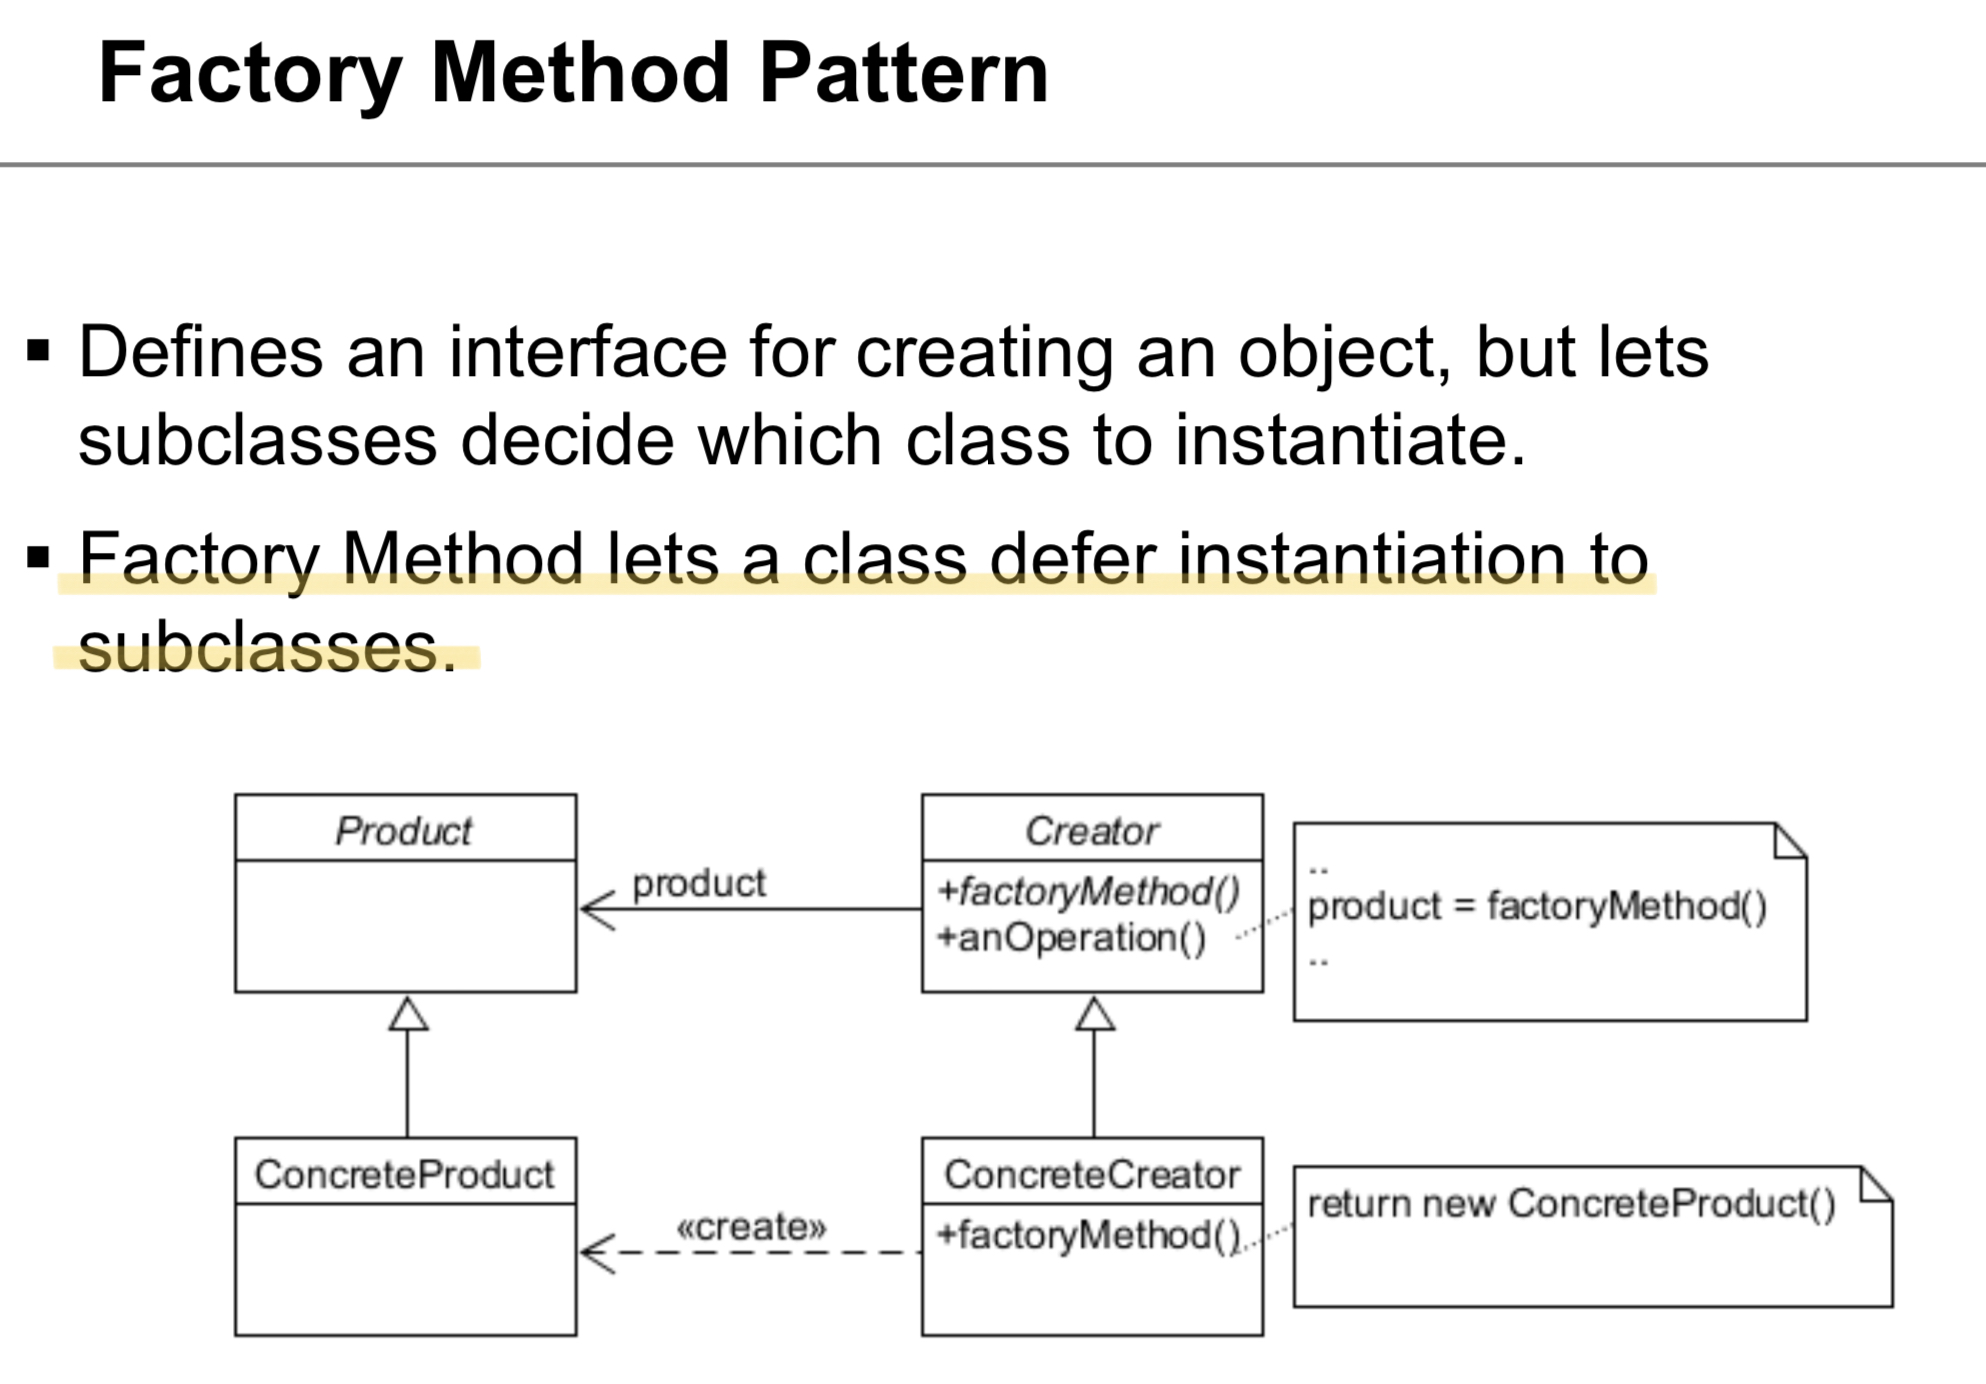 Factory Method Pattern
▪ Defines an interface for creating an object, but lets
subclasses decide which class to instantiate.
▪ Factory Method lets a class defer instantiation to
subclasses.
Product
product
Creator
+factoryMethod()
+anOperation()
..
product = factoryMethod()
..
ConcreteProduct
«create»
ConcreteCreator
+factoryMethod()
return new ConcreteProduct()